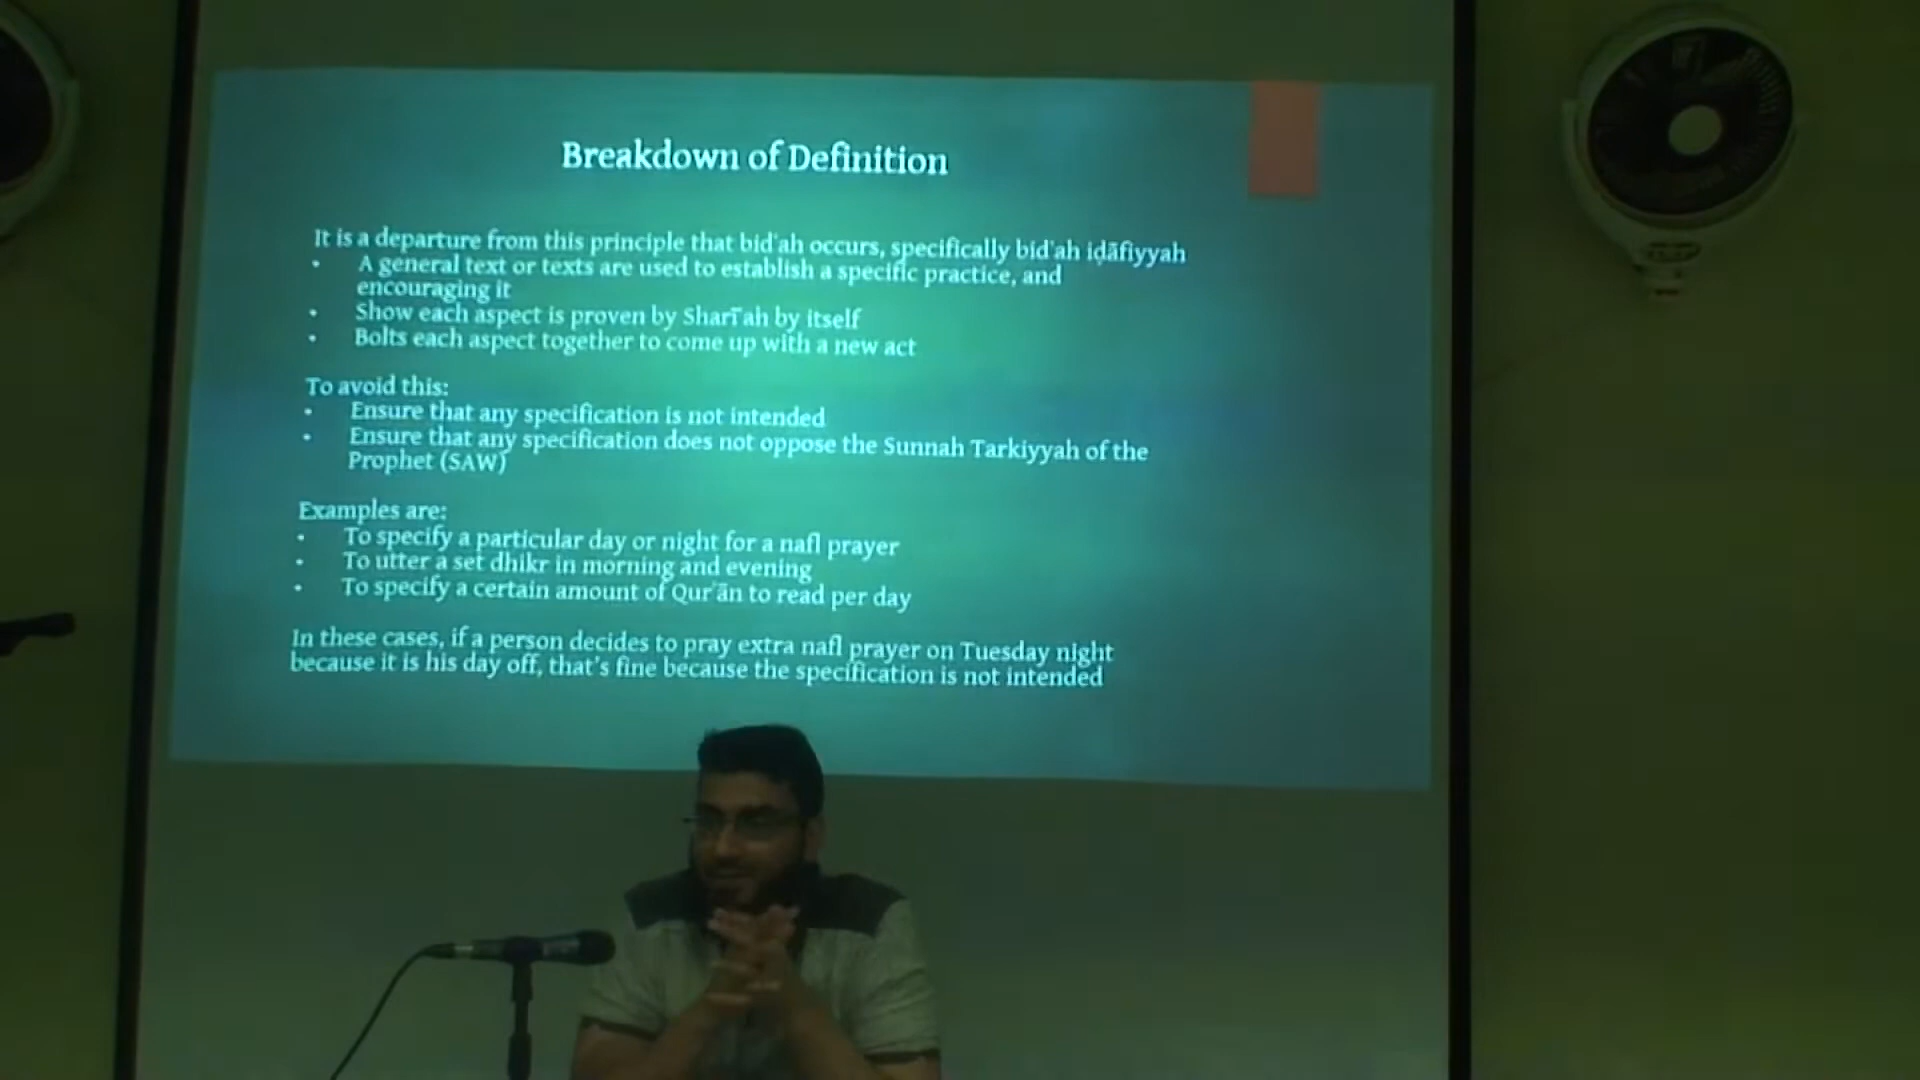 Breakdown of Definition
It is a departure from this principle that bid'ah occurs, specifically bid'ah iḍāfiyyah
• A general text or texts are used to establish a specific practice, and
encouraging it
• Show each aspect is proven by Sharīʿah by itself
• Bolts each aspect together to come up with a new act
To avoid this:
• Ensure that any specification is not intended
• Ensure that any specification does not oppose the Sunnah Tarkiyyah of the
Prophet (SAW)
Examples are:
• To specify a particular day or night for a nafl prayer
• To utter a set dhikr in morning and evening
• To specify a certain amount of Qur'ān to read per day
In these cases, if a person decides to pray extra nafl prayer on Tuesday night
because it is his day off, that's fine because the specification is not intended